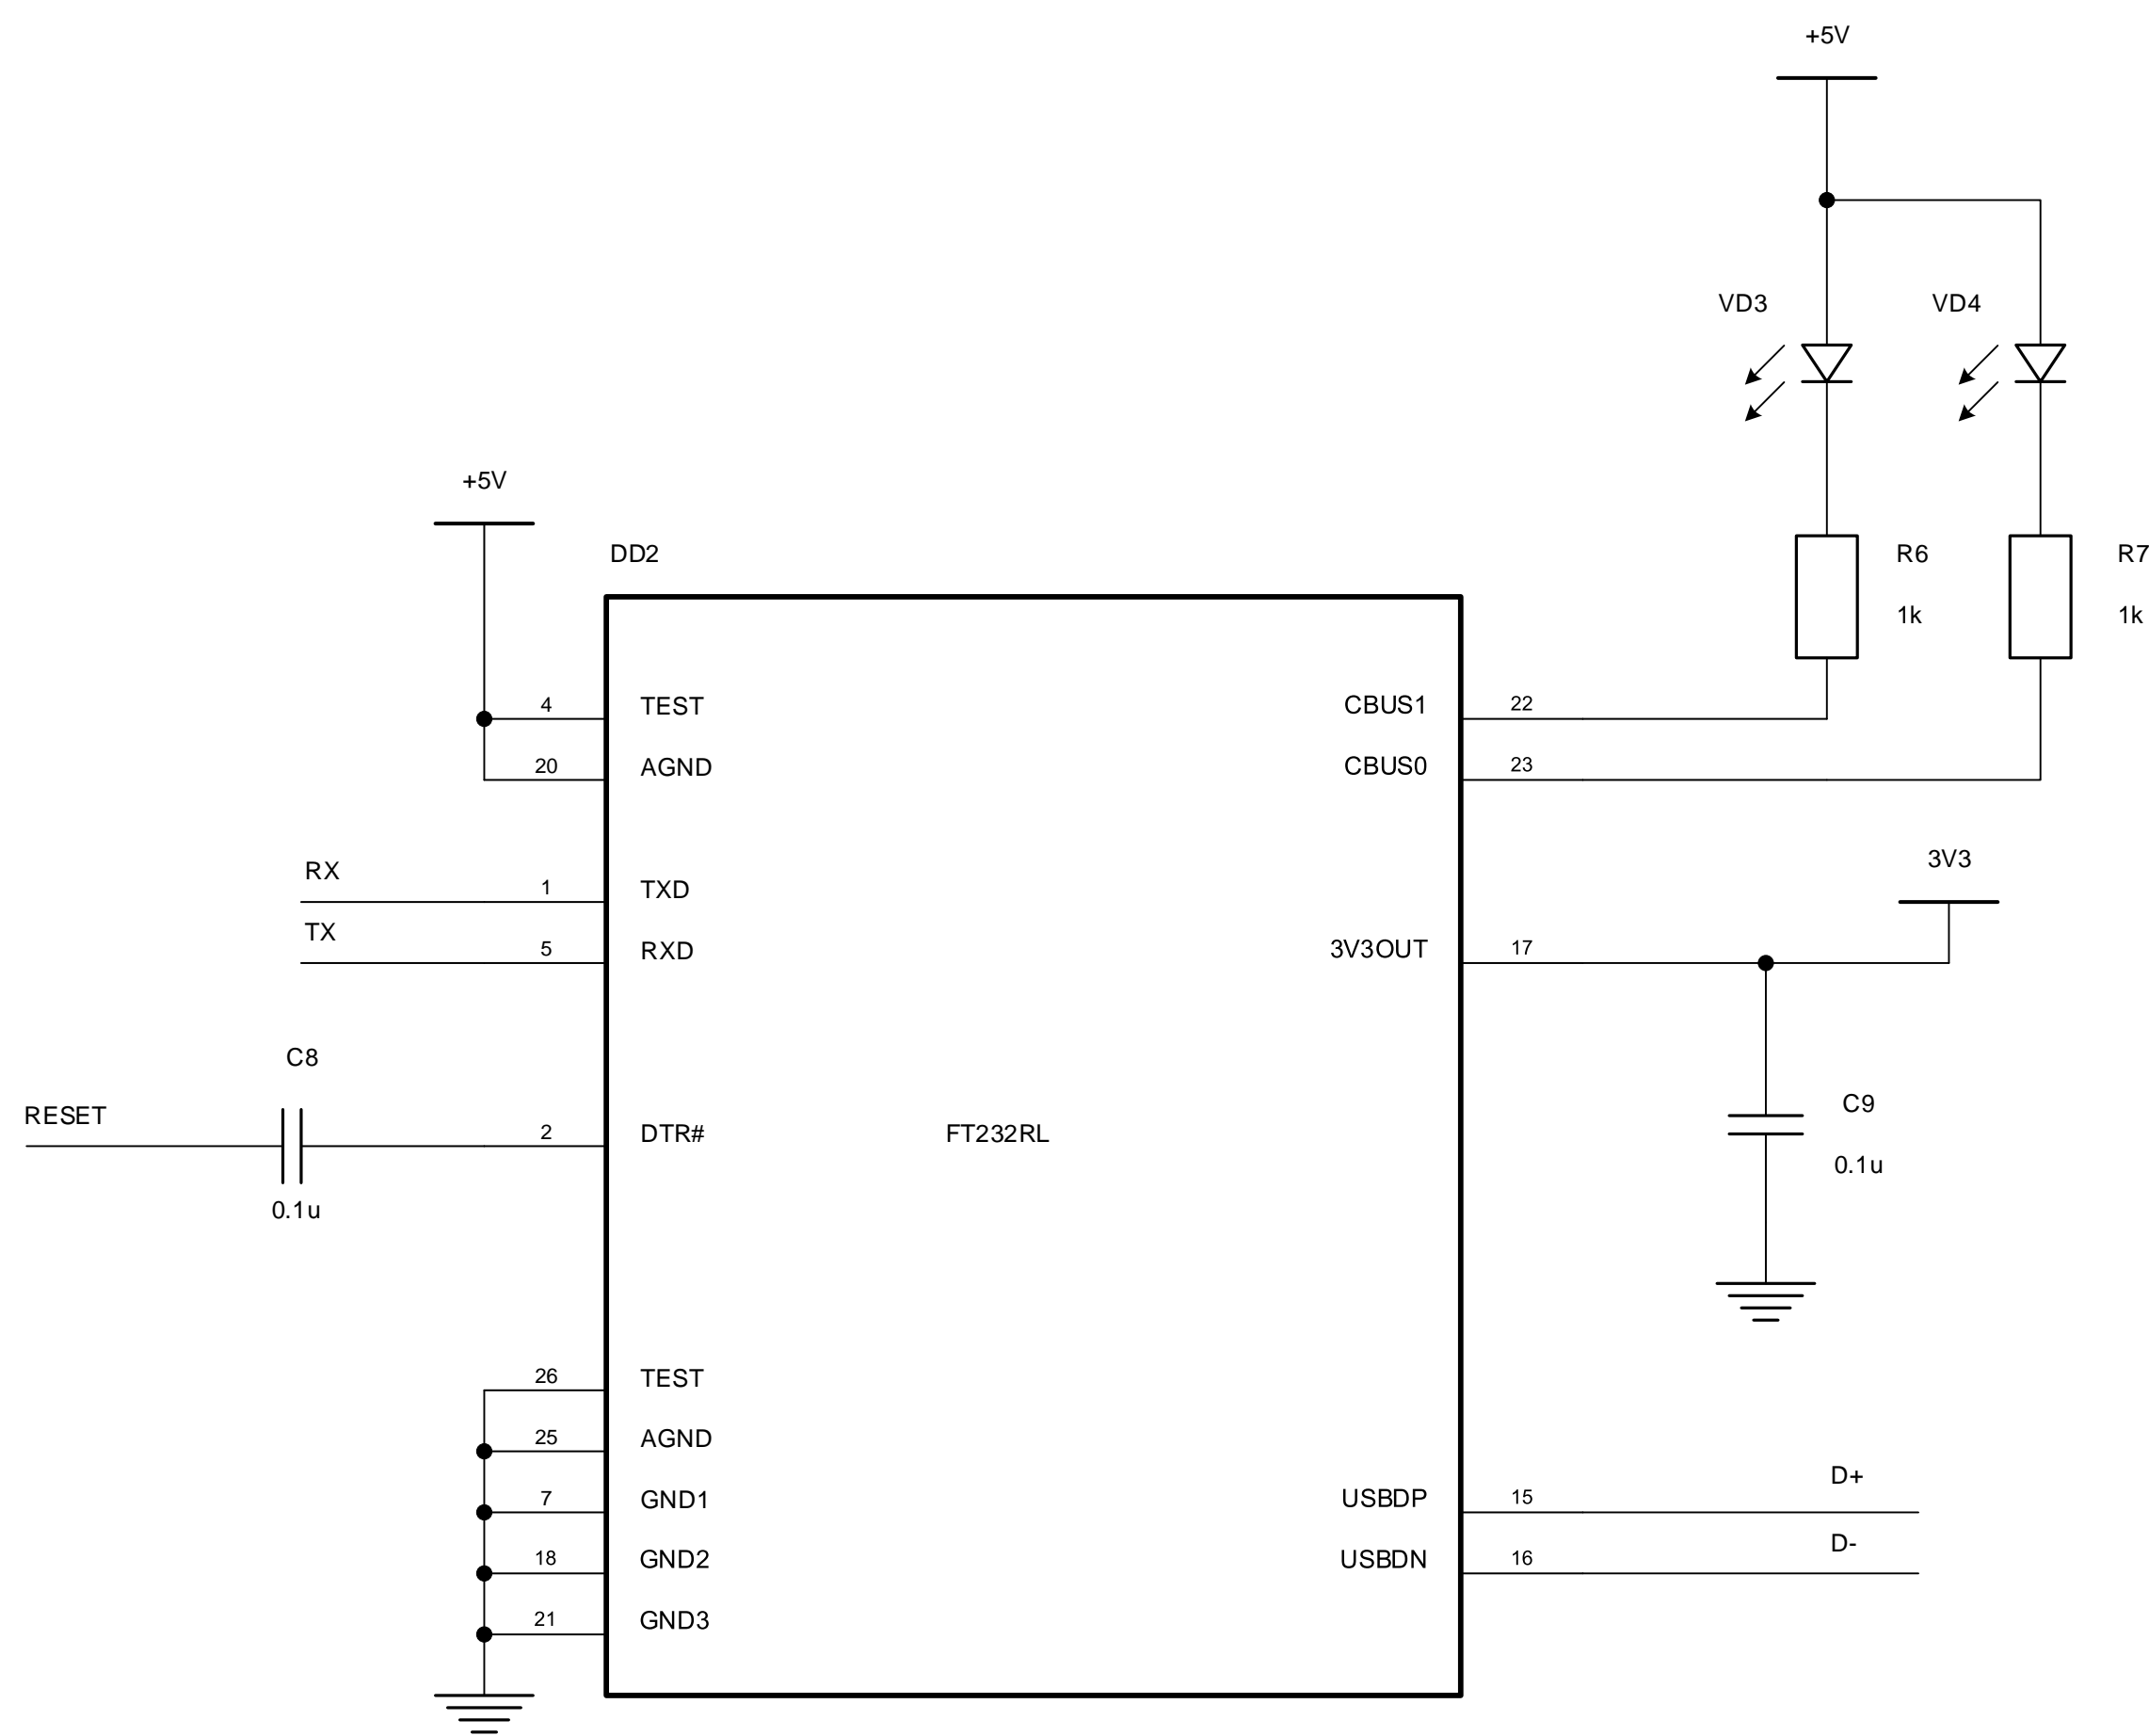 +5V
VD3
VD4
+5V
DD2
R6
R7
1k
1k
4
TEST
CBUS1
22
20
AGND
CBUS0
23
RX
1
TXD
3V3
TX
5
RXD
3V3OUT
17
C8
RESET
2
DTR#
FT232RL
C9
0.1u
0.1u
26
TEST
25
AGND
D+
7
GND1
USBDP
15
D-
18
GND2
USBDN
16
21
GND3